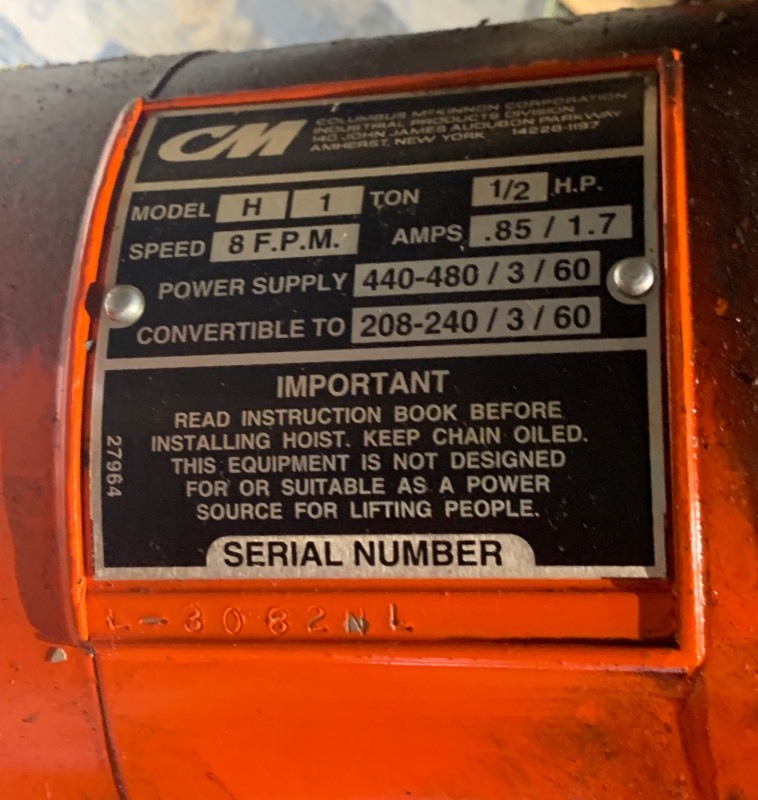 CM
COLUMBUS McKINNON CORPORATION
INDUSTRIAL PRODUCTS DIVISION
140 JOHN JAMES AUDUBON PARKWAY
AMHERST, NEW YORK 14228-1197
MODEL H 1 TON 1/2 H.P.
SPEED 8 F.P.M. AMPS .85 / 1.7
POWER SUPPLY 440-480 / 3 / 60
CONVERTIBLE TO 208-240 / 3 / 60
IMPORTANT
READ INSTRUCTION BOOK BEFORE
INSTALLING HOIST. KEEP CHAIN OILED.
THIS EQUIPMENT IS NOT DESIGNED
FOR OR SUITABLE AS A POWER
SOURCE FOR LIFTING PEOPLE.
27964
SERIAL NUMBER
L-3082NL